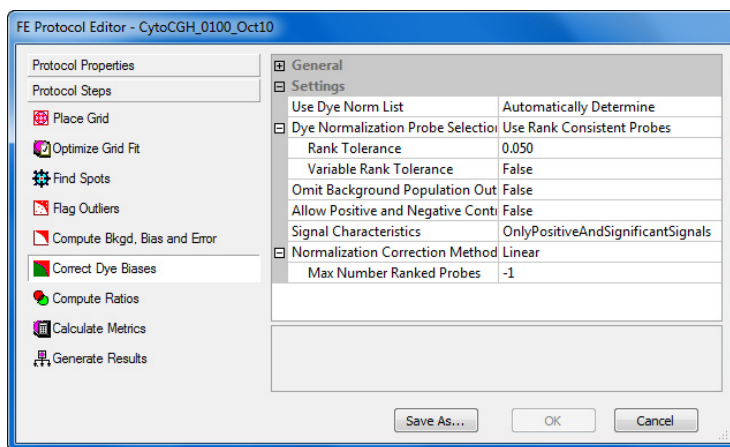 FE Protocol Editor - CytoCGH_0100_Oct10
Protocol Properties
Protocol Steps
Place Grid
Optimize Grid Fit
Find Spots
Flag Outliers
Compute Bkgd, Bias and Error
Correct Dye Biases
Compute Ratios
Calculate Metrics
Generate Results
General
Settings
Use Dye Norm List Automatically Determine
Dye Normalization Probe Selection Use Rank Consistent Probes
Rank Tolerance 0.050
Variable Rank Tolerance False
Omit Background Population Out False
Allow Positive and Negative Contr False
Signal Characteristics OnlyPositiveAndSignificantSignals
Normalization Correction Method Linear
Max Number Ranked Probes -1
Save As... OK Cancel